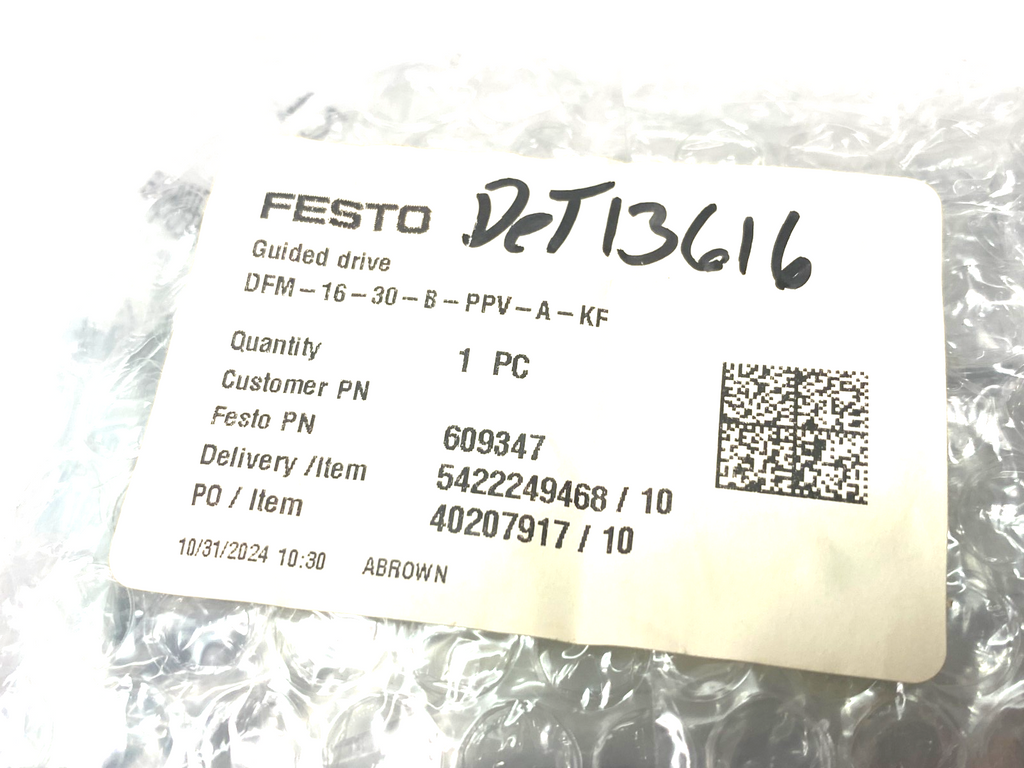 FESTO DeT13616
Guided drive
DFM-16-30-B-PPV-A-KF
Quantity 1 PC
Customer PN
Festo PN 609347
Delivery /Item 5422249468 / 10
PO / Item 40207917 / 10
10/31/2024 10:30 ABROWN